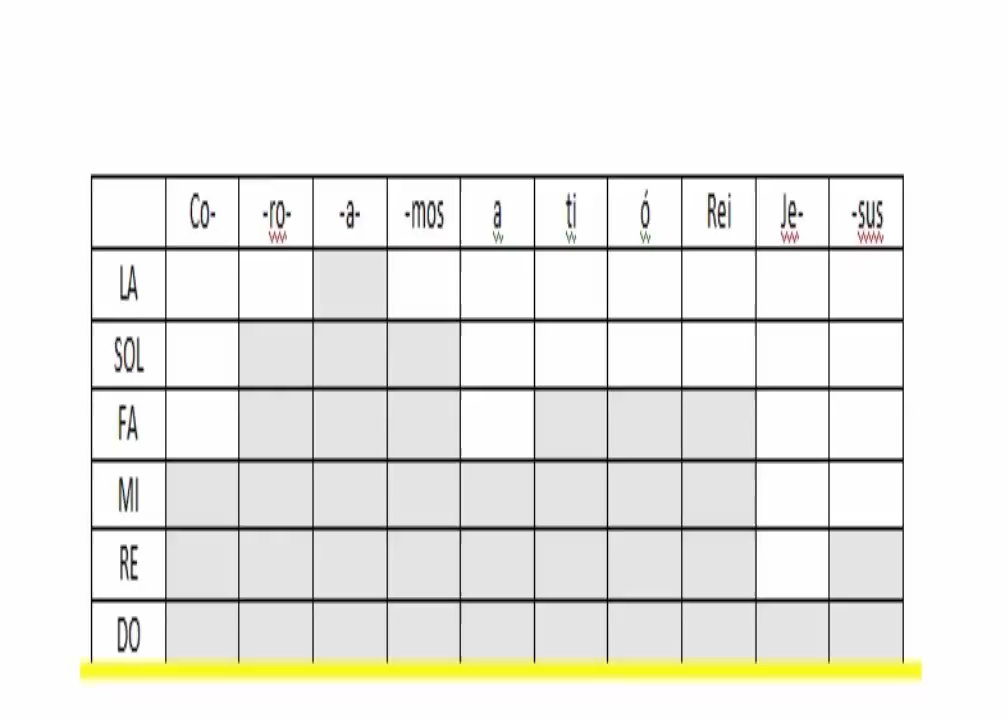 Co- -ro- -a- -mos a ti ó Rei Je- -sus
LA
SOL
FA
MI
RE
DO